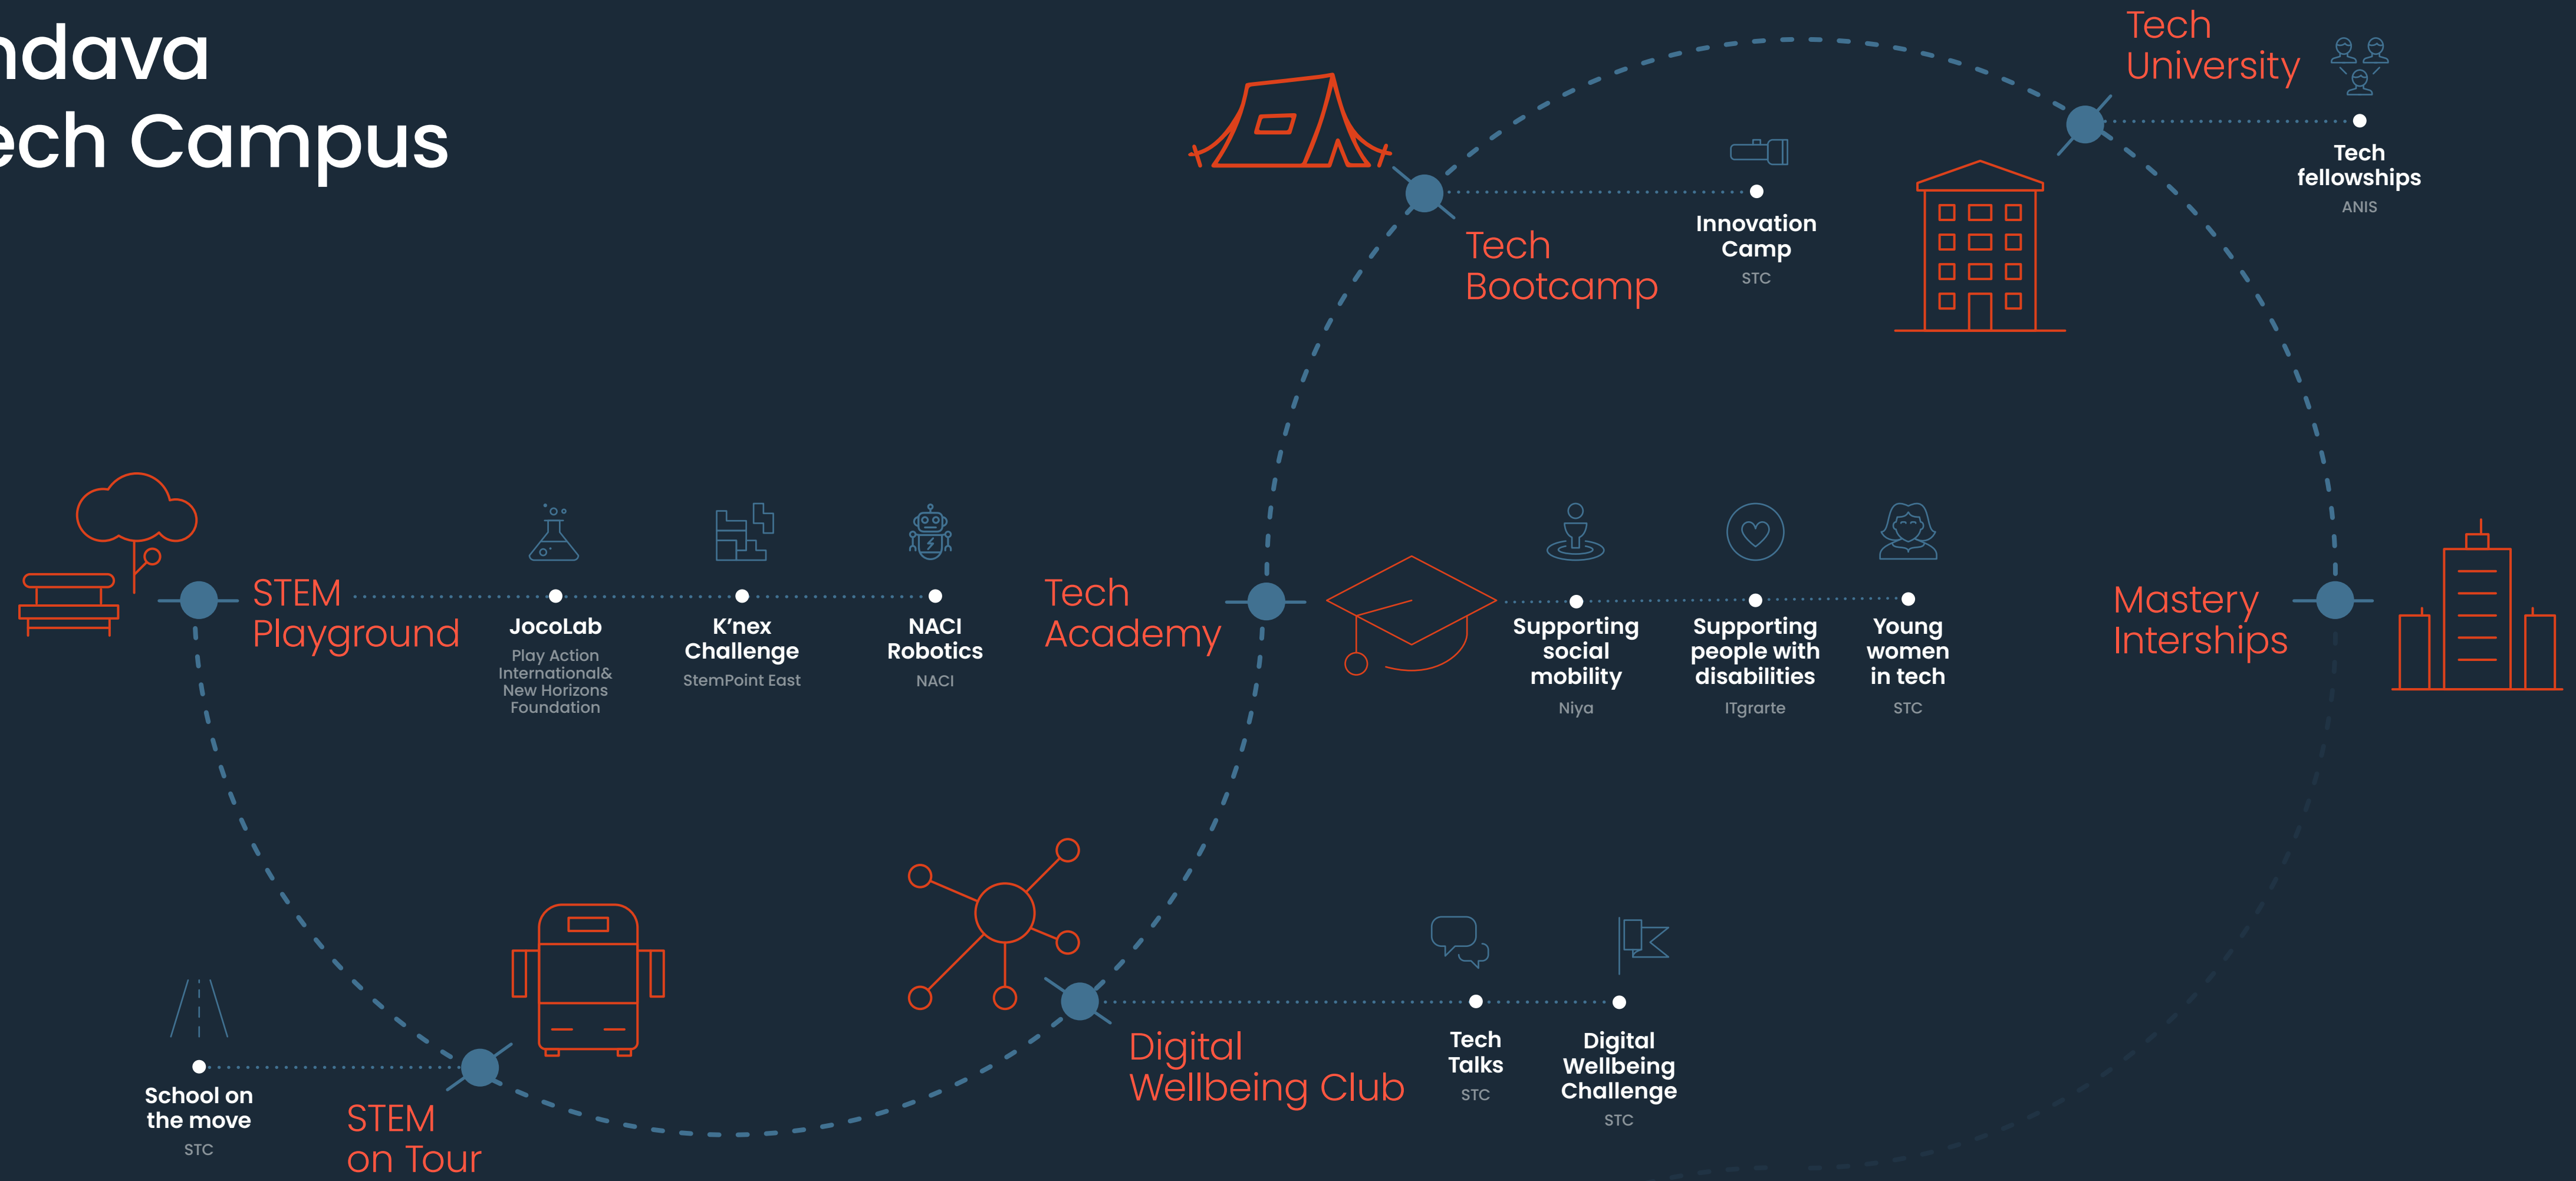 ndava
ech Campus
Tech
University
Tech
fellowships
ANIS
Innovation
Camp
STC
Tech
Bootcamp
STEM
Playground
JocoLab
Play Action
International&
New Horizons
Foundation
K'nex
Challenge
StemPoint East
NACI
Robotics
NACI
Tech
Academy
Supporting
social
mobility
Niya
Supporting
people with
disabilities
ITgrarte
Young
women
in tech
STC
Mastery
Interships
School on
the move
STC
STEM
on Tour
Digital
Wellbeing Club
Tech
Talks
STC
Digital
Wellbeing
Challenge
STC